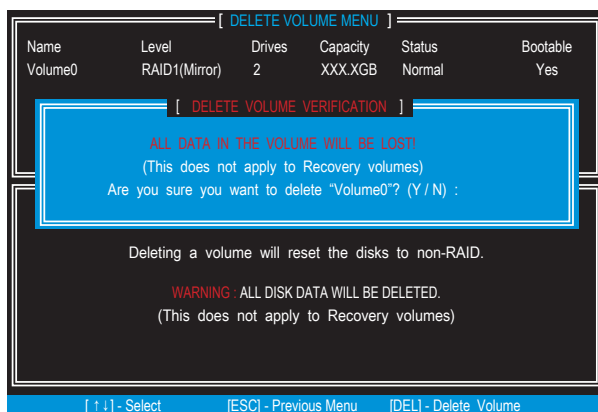 [ DELETE VOLUME MENU ]
Name Level Drives Capacity Status Bootable
Volume0 RAID1(Mirror) 2 XXX.XGB Normal Yes
[ DELETE VOLUME VERIFICATION ]
ALL DATA IN THE VOLUME WILL BE LOST!
(This does not apply to Recovery volumes)
Are you sure you want to delete “Volume0”? (Y / N) :
Deleting a volume will reset the disks to non-RAID.
WARNING : ALL DISK DATA WILL BE DELETED.
(This does not apply to Recovery volumes)
[ ↑↓] - Select [ESC] - Previous Menu [DEL] - Delete Volume